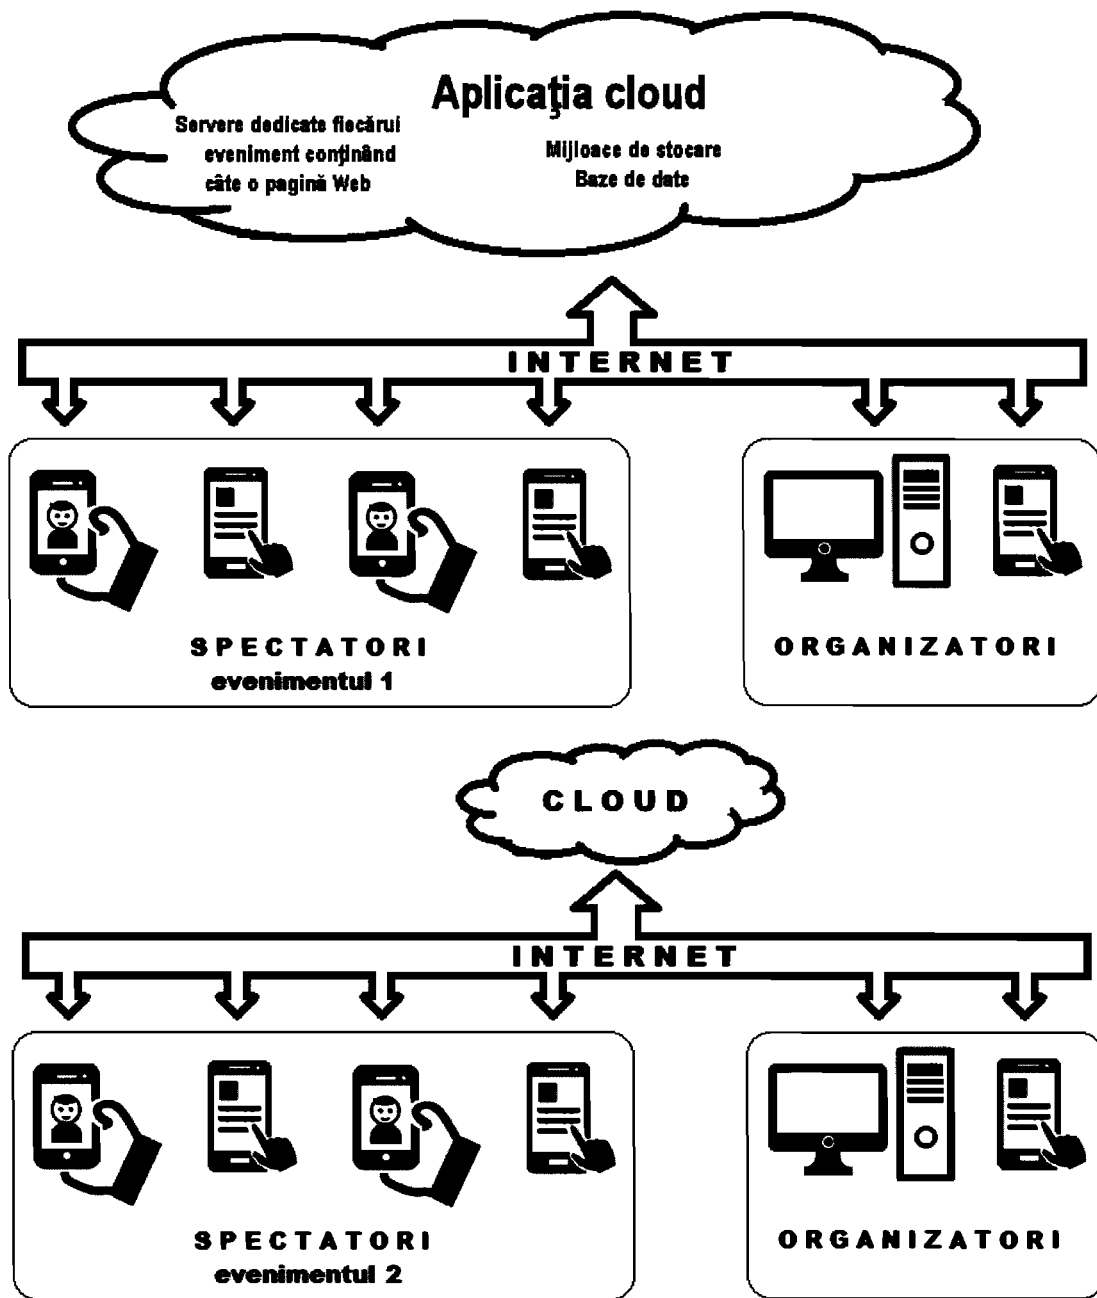 Aplicaţia cloud
Servere dedicate fiecărui
eveniment conţinând
câte o pagină Web
Mijloace de stocare
Baze de date
INTERNET
SPECTATORI
evenimentul 1
ORGANIZATORI
CLOUD
INTERNET
SPECTATORI
evenimentul 2
ORGANIZATORI